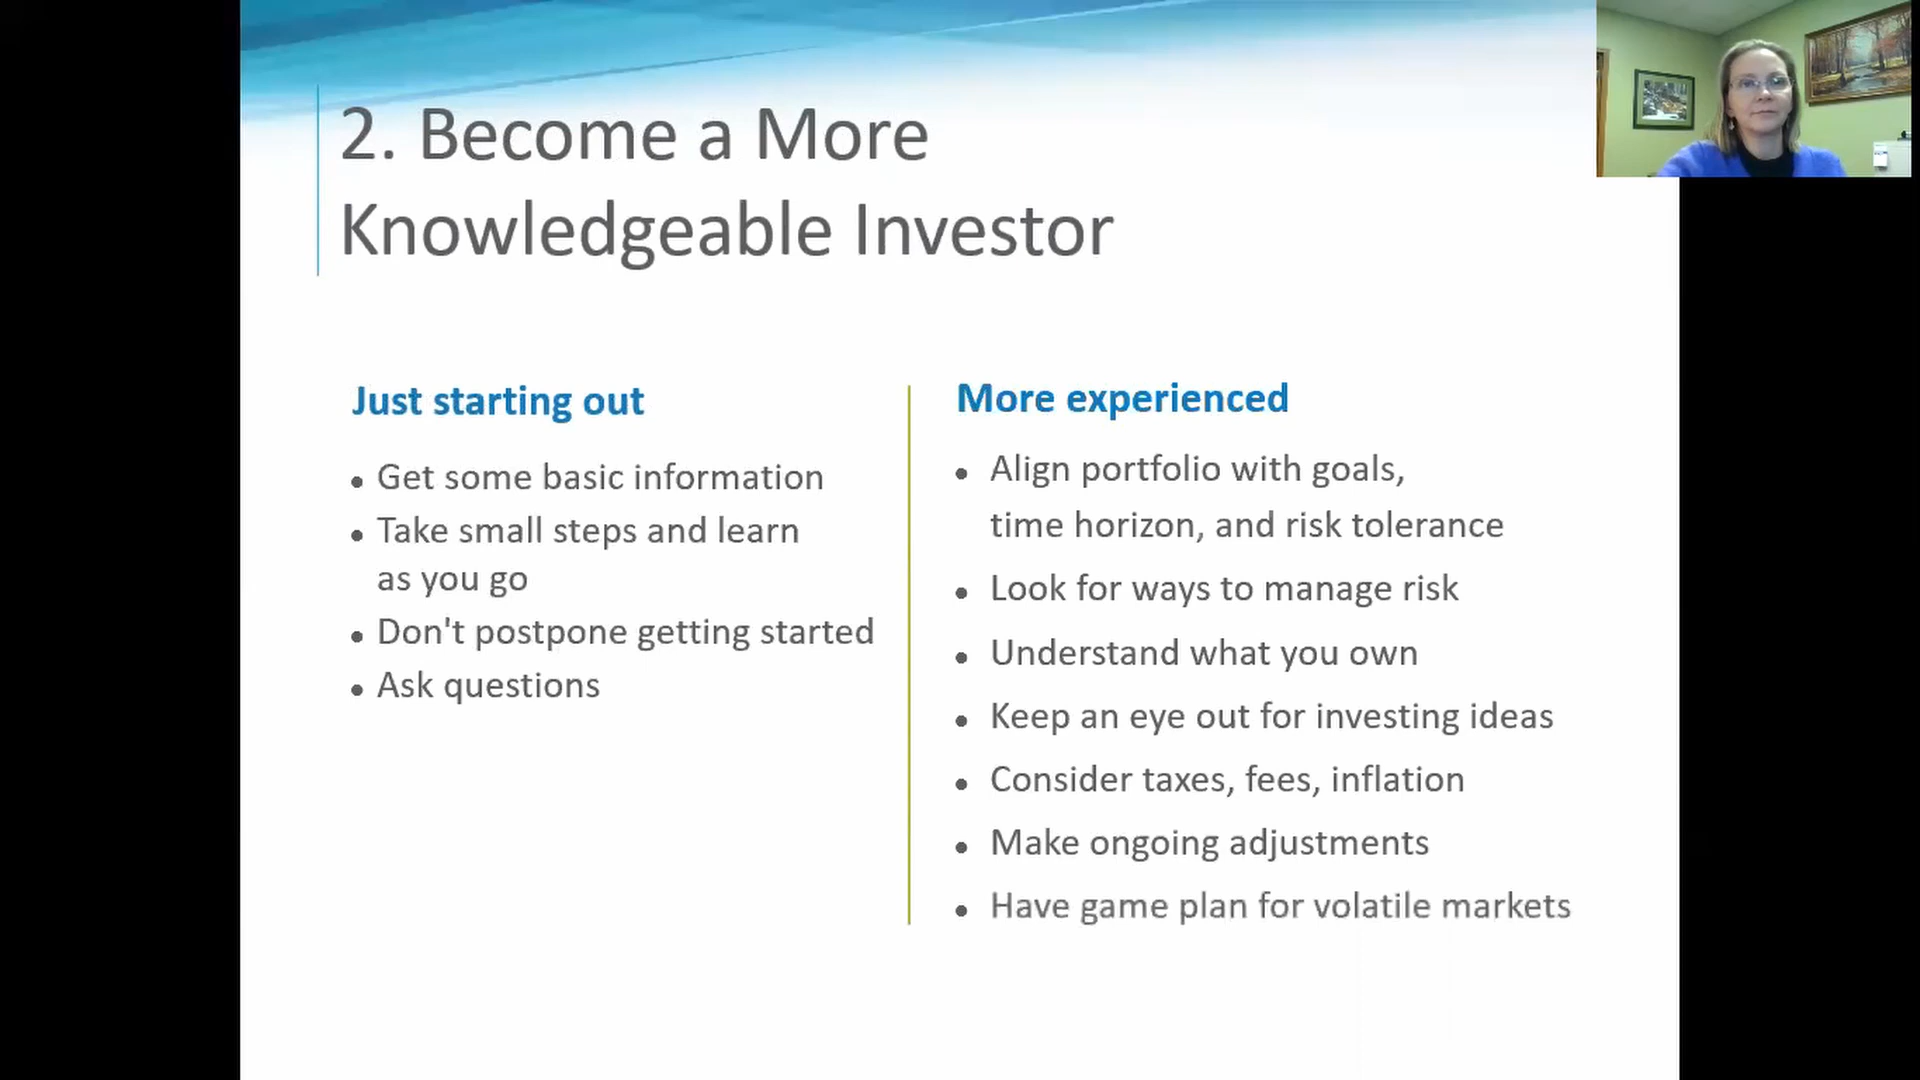 2. Become a More
Knowledgeable Investor
Just starting out
• Get some basic information
• Take small steps and learn
as you go
• Don't postpone getting started
• Ask questions
More experienced
• Align portfolio with goals,
time horizon, and risk tolerance
• Look for ways to manage risk
• Understand what you own
• Keep an eye out for investing ideas
• Consider taxes, fees, inflation
• Make ongoing adjustments
• Have game plan for volatile markets